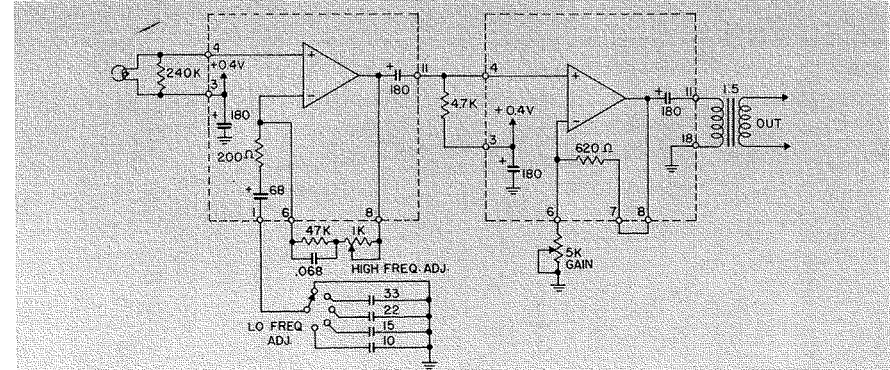 4
+0.4V
240K
3
+
180
200Ω
+
68
1
6
8
+
−
+
180
11
47K
1K
.068
HIGH FREQ. ADJ.
LO FREQ
ADJ.
33
22
15
10
4
4.7K
+0.4V
3
+
180
+
−
620 Ω
6
7
8
5K
GAIN
+
180
11
18
1.5
OUT